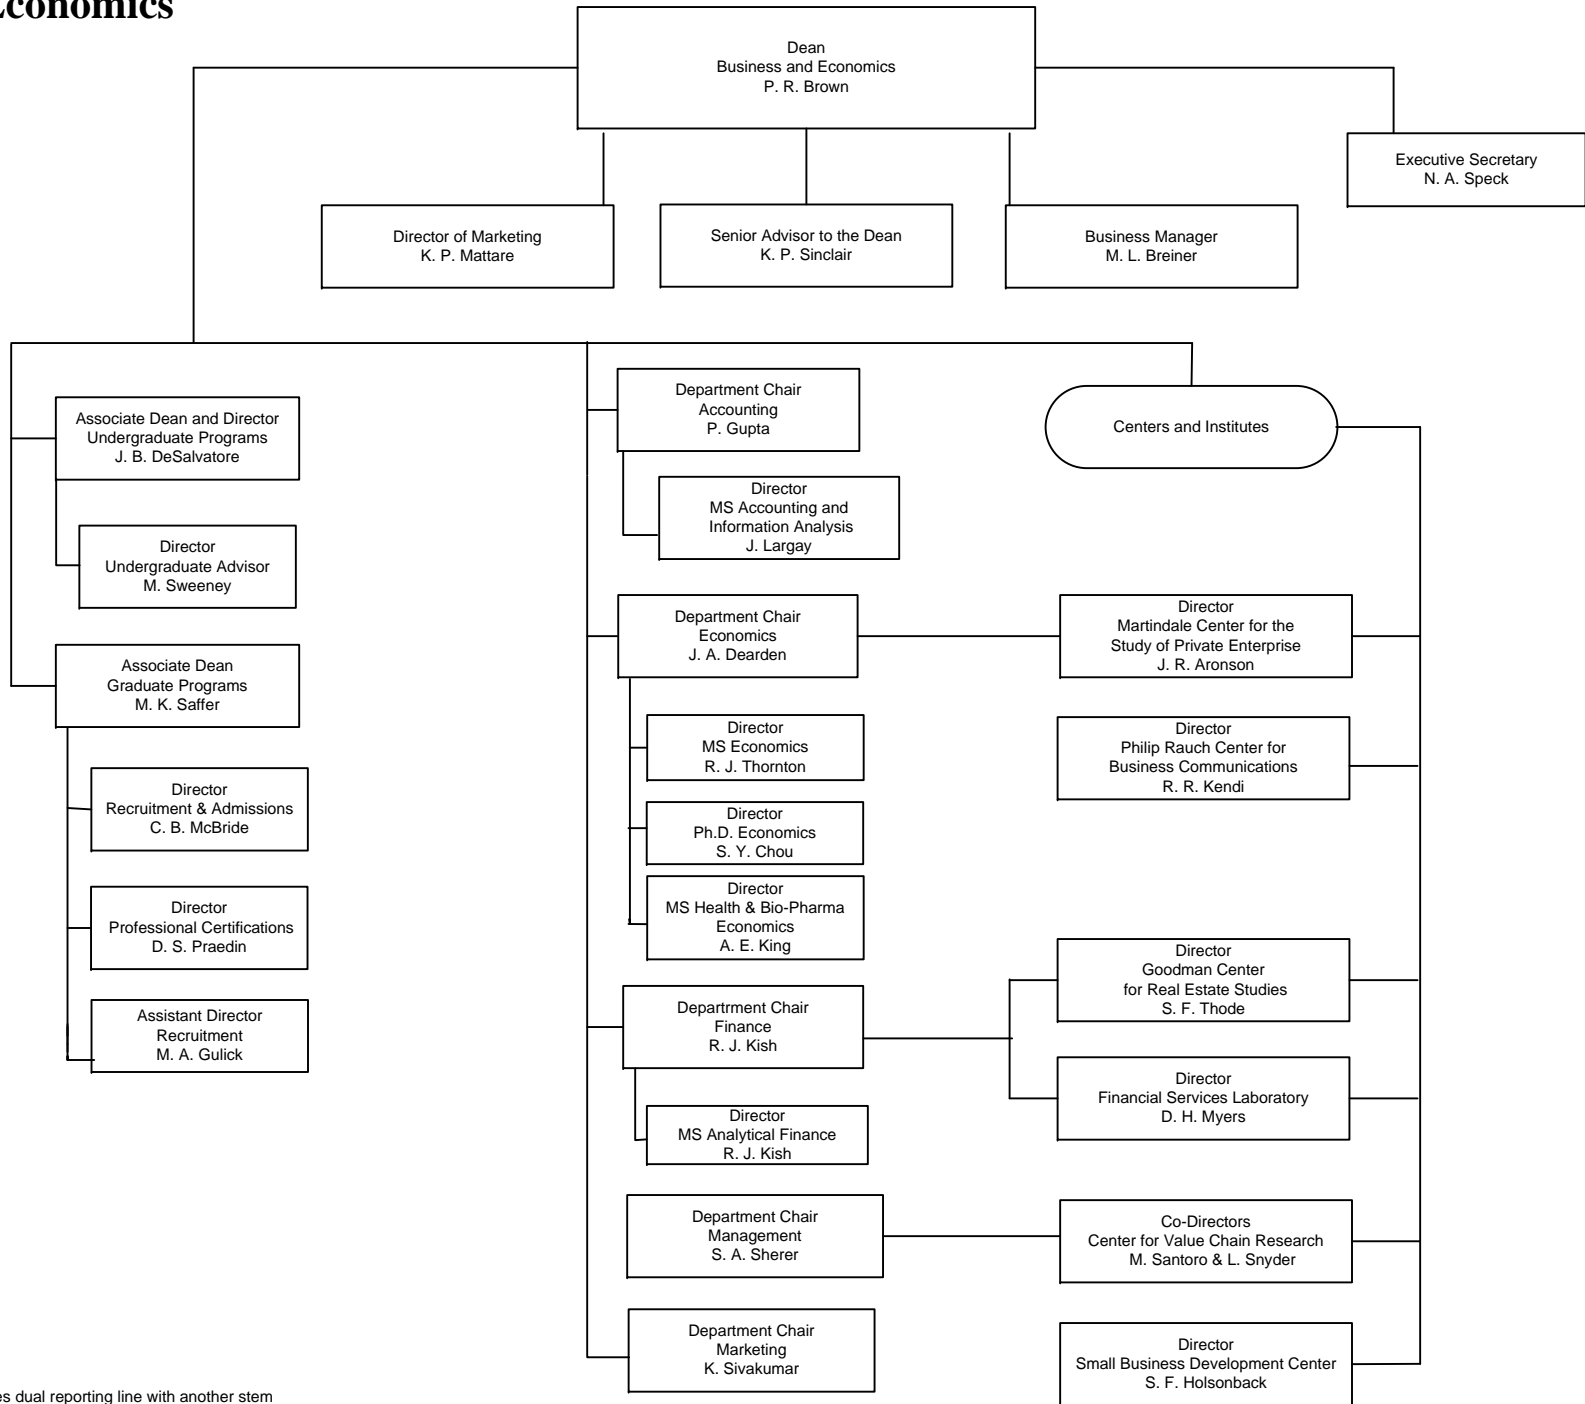 Economics
Dean
Business and Economics
P. R. Brown
Executive Secretary
N. A. Speck
Director of Marketing
K. P. Mattare
Senior Advisor to the Dean
K. P. Sinclair
Business Manager
M. L. Breiner
Associate Dean and Director
Undergraduate Programs
J. B. DeSalvatore
Director
Undergraduate Advisor
M. Sweeney
Associate Dean
Graduate Programs
M. K. Saffer
Director
Recruitment & Admissions
C. B. McBride
Director
Professional Certifications
D. S. Praedin
Assistant Director
Recruitment
M. A. Gulick
Department Chair
Accounting
P. Gupta
Director
MS Accounting and
Information Analysis
J. Largay
Department Chair
Economics
J. A. Dearden
Director
MS Economics
R. J. Thornton
Director
Ph.D. Economics
S. Y. Chou
Director
MS Health & Bio-Pharma
Economics
A. E. King
Departrment Chair
Finance
R. J. Kish
Director
MS Analytical Finance
R. J. Kish
Department Chair
Management
S. A. Sherer
Department Chair
Marketing
K. Sivakumar
Centers and Institutes
Director
Martindale Center for the
Study of Private Enterprise
J. R. Aronson
Director
Philip Rauch Center for
Business Communications
R. R. Kendi
Director
Goodman Center
for Real Estate Studies
S. F. Thode
Director
Financial Services Laboratory
D. H. Myers
Co-Directors
Center for Value Chain Research
M. Santoro & L. Snyder
Director
Small Business Development Center
S. F. Holsonback
dual reporting line with another stem